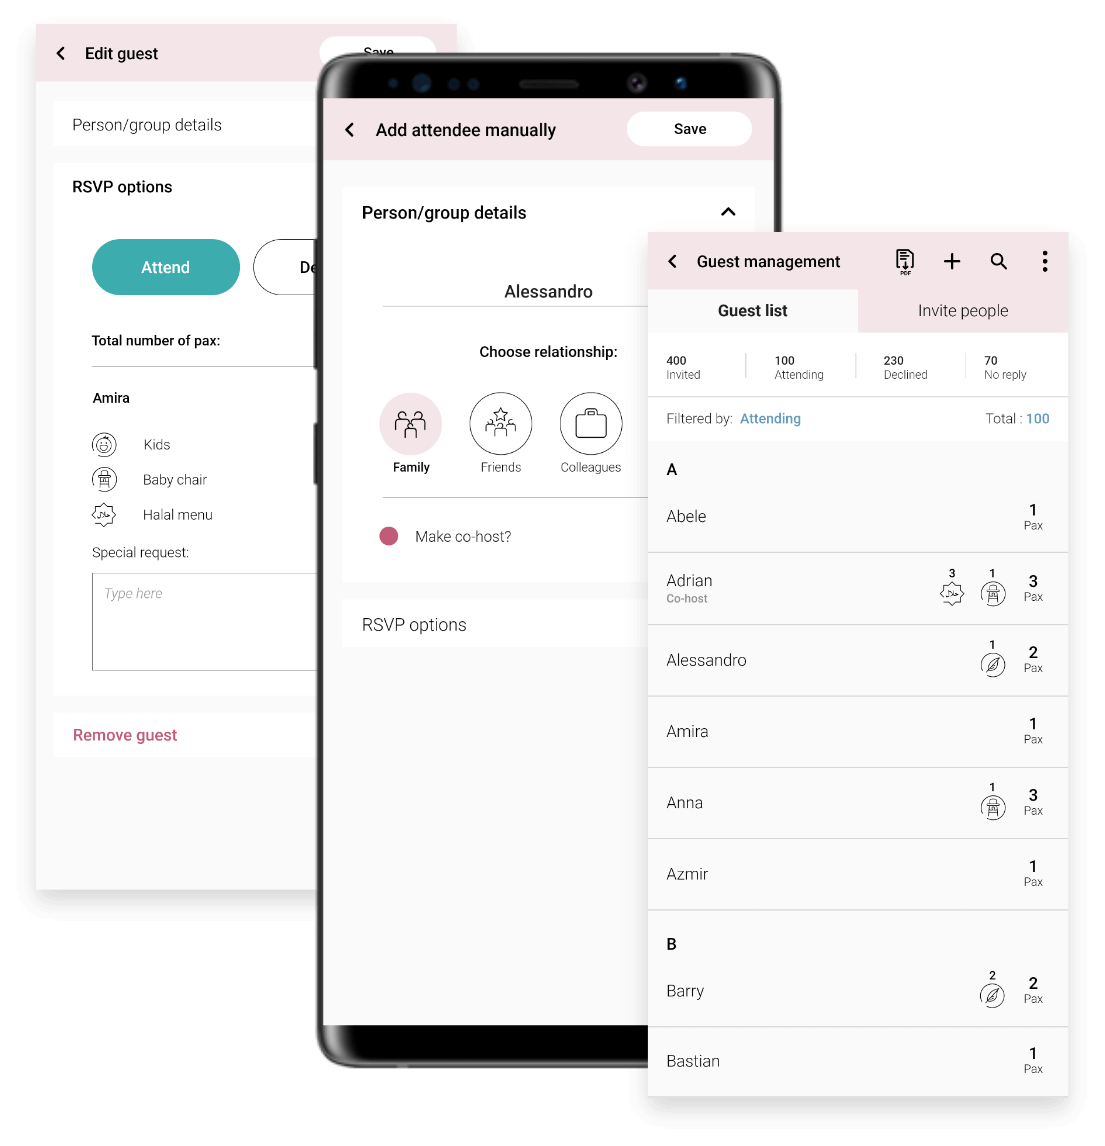 Edit guest
Save
Person/group details
RSVP options
Attend
De
Total number of pax:
Amira
Kids
Baby chair
Halal menu
Special request:
Type here
Remove guest
Add attendee manually
Save
Person/group details
Alessandro
Choose relationship:
Family Friends Colleagues
Make co-host?
RSVP options
Guest management
PDF
Guest list Invite people
400 100 230 70
Invited Attending Declined No reply
Filtered by: Attending Total : 100
A
Abele 1
Pax
3 1
Adrian 3
Co-host Pax
1
Alessandro 2
Pax
Amira 1
Pax
1
Anna 3
Pax
Azmir 1
Pax
B
2
Barry 2
Pax
Bastian 1
Pax